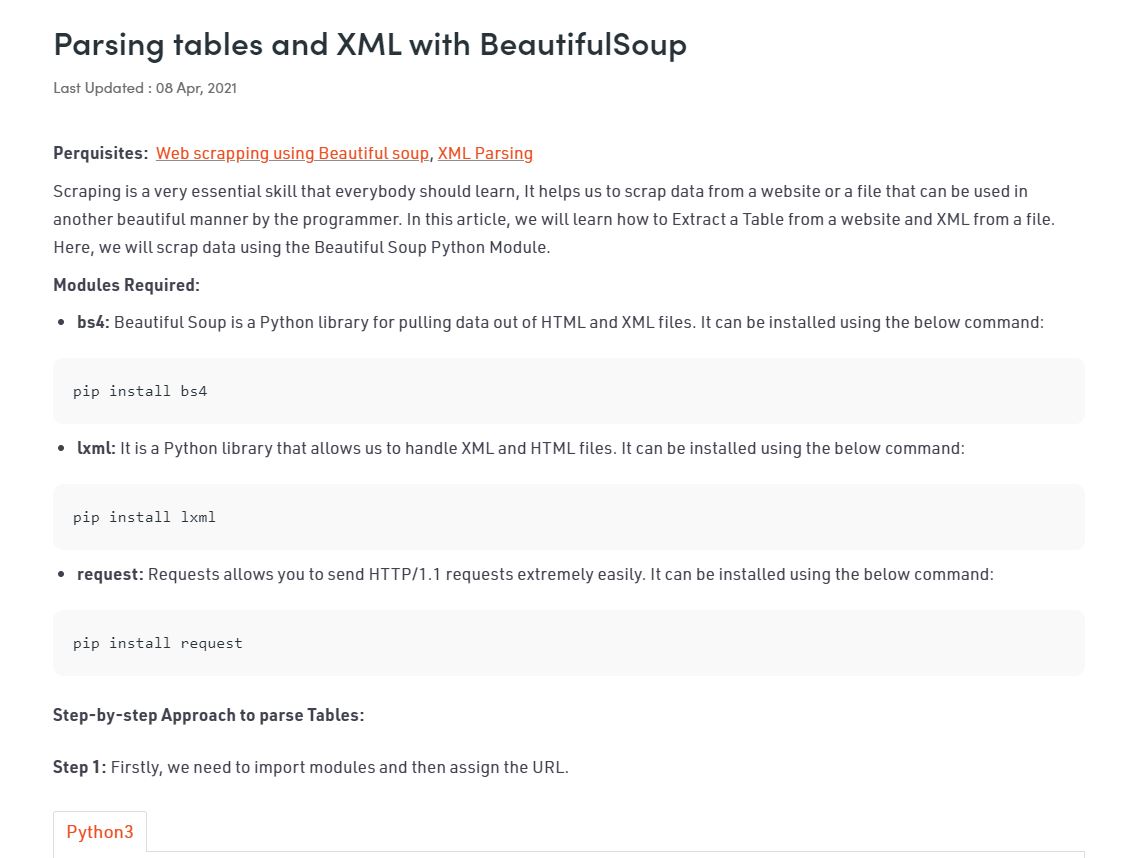 Parsing tables and XML with BeautifulSoup
Last Updated : 08 Apr, 2021
Perquisites: Web scrapping using Beautiful soup, XML Parsing
Scraping is a very essential skill that everybody should learn, It helps us to scrap data from a website or a file that can be used in
another beautiful manner by the programmer. In this article, we will learn how to Extract a Table from a website and XML from a file.
Here, we will scrap data using the Beautiful Soup Python Module.
Modules Required:
• bs4: Beautiful Soup is a Python library for pulling data out of HTML and XML files. It can be installed using the below command:
pip install bs4
• lxml: It is a Python library that allows us to handle XML and HTML files. It can be installed using the below command:
pip install lxml
• request: Requests allows you to send HTTP/1.1 requests extremely easily. It can be installed using the below command:
pip install request
Step-by-step Approach to parse Tables:
Step 1: Firstly, we need to import modules and then assign the URL.
Python3